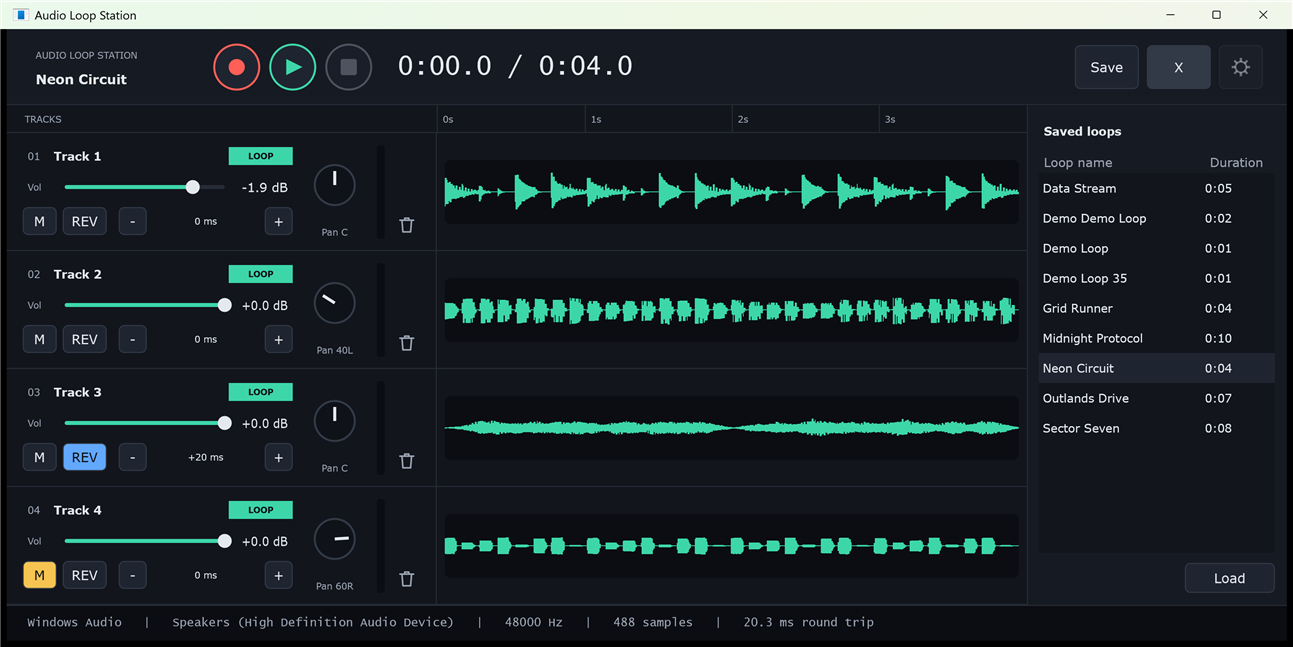 Audio Loop Station
AUDIO LOOP STATION
Neon Circuit
0:00.0 / 0:04.0
Save
X
TRACKS
0s 1s 2s 3s
01 Track 1 LOOP
Vol -1.9 dB
M REV - 0 ms +
Pan C
02 Track 2 LOOP
Vol +0.0 dB
M REV - 0 ms +
Pan 40L
03 Track 3 LOOP
Vol +0.0 dB
M REV - +20 ms +
Pan C
04 Track 4 LOOP
Vol +0.0 dB
M REV - 0 ms +
Pan 60R
Saved loops
Loop name Duration
Data Stream 0:05
Demo Demo Loop 0:02
Demo Loop 0:01
Demo Loop 35 0:01
Grid Runner 0:04
Midnight Protocol 0:10
Neon Circuit 0:04
Outlands Drive 0:07
Sector Seven 0:08
Load
Windows Audio | Speakers (High Definition Audio Device) | 48000 Hz | 488 samples | 20.3 ms round trip